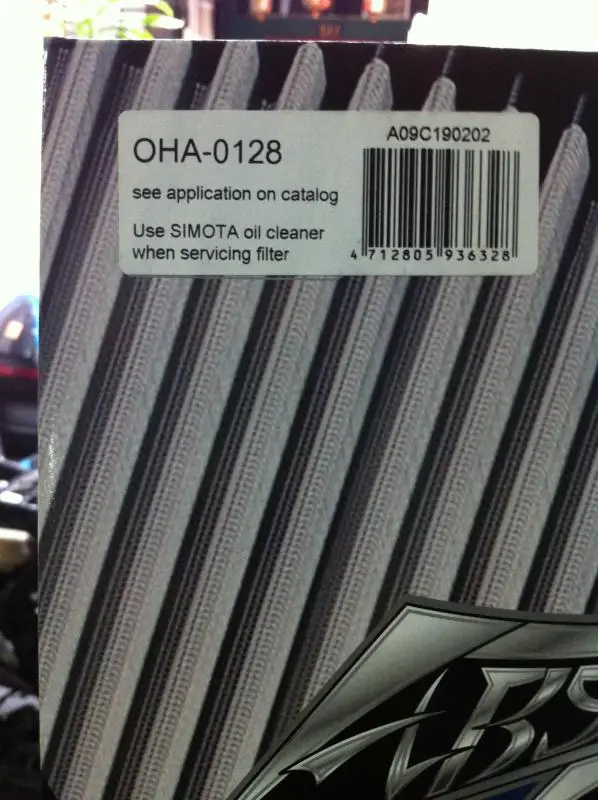 OHA-0128
see application on catalog
Use SIMOTA oil cleaner
when servicing filter
A09C190202
4 712805 936328